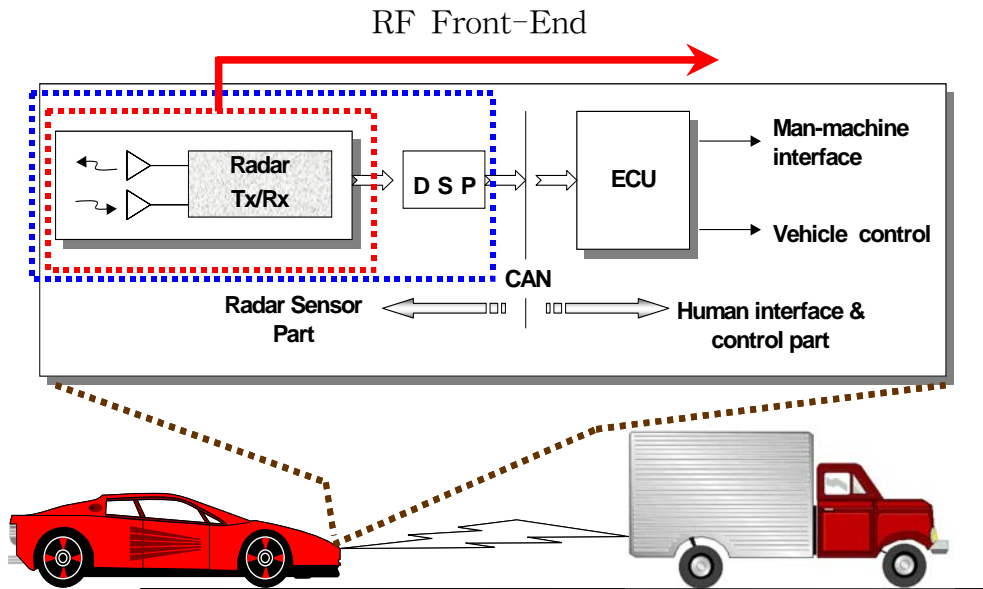 RF Front-End
Radar
Tx/Rx
D S P
ECU
Man-machine
interface
Vehicle control
CAN
Radar Sensor
Part
Human interface &
control part